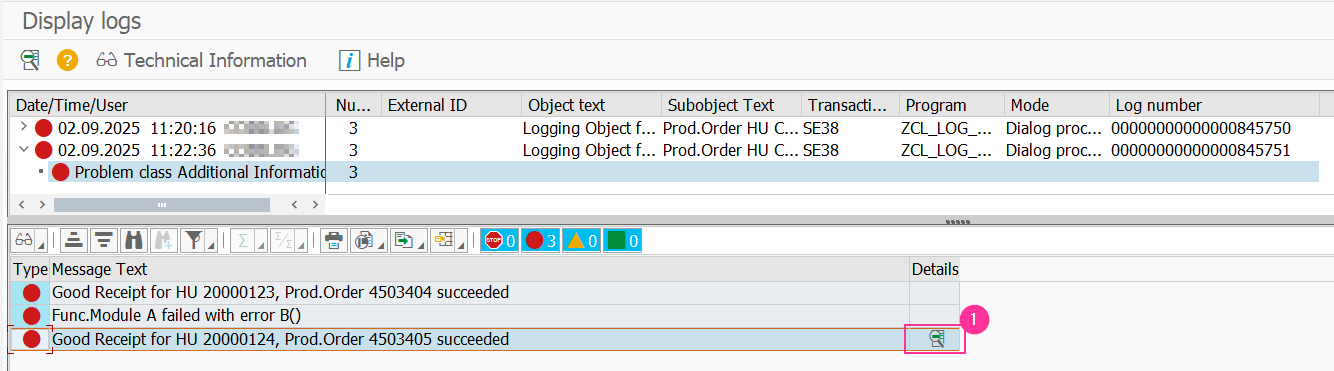 Display logs
Technical Information Help
Date/Time/User Nu... External ID Object text Subobject Text Transacti... Program Mode Log number
02.09.2025 11:20:16 3 Logging Object f... Prod.Order HU C... SE38 ZCL_LOG_... Dialog proc... 00000000000000845750
02.09.2025 11:22:36 3 Logging Object f... Prod.Order HU C... SE38 ZCL_LOG_... Dialog proc... 00000000000000845751
Problem class Additional Informatic 3
STOP 0 3 0 0
Type Message Text Details
Good Receipt for HU 20000123, Prod.Order 4503404 succeeded
1
Func.Module A failed with error B()
Good Receipt for HU 20000124, Prod.Order 4503405 succeeded